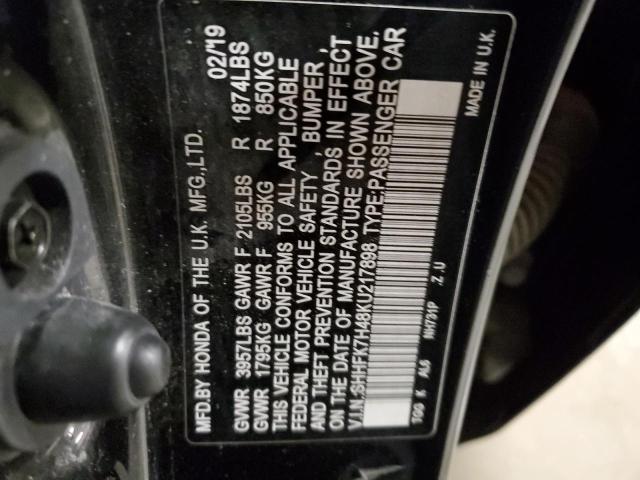 MFD.BY HONDA OF THE U.K. MFG.,LTD. 02/19
GVWR 3957LBS GAWR F 2105LBS R 1874LBS
GVWR 1795KG GAWR F 955KG R 850KG
THIS VEHICLE CONFORMS TO ALL APPLICABLE
FEDERAL MOTOR VEHICLE SAFETY , BUMPER ,
AND THEFT PREVENTION STANDARDS , IN EFFECT
ON THE DATE OF MANUFACTURE SHOWN ABOVE.
V.I.N.:SHHFK7H48KU217898 TYPE:PASSENGER CAR
TGG K AL5 NH731P Z U MADE IN U.K.